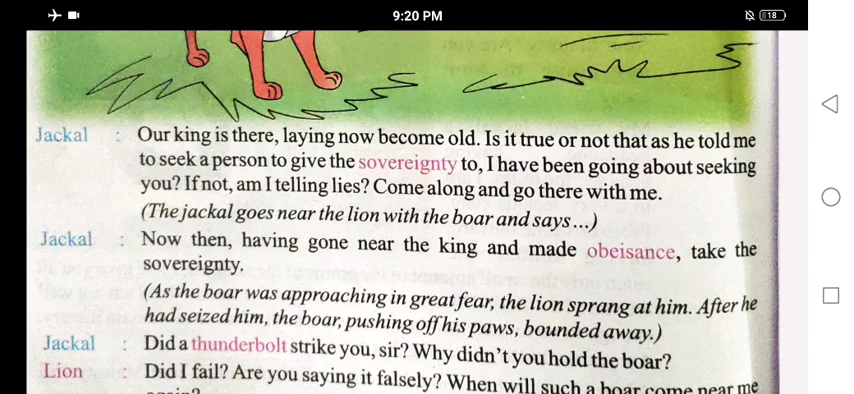 9:20 PM
18
Jackal : Our king is there, laying now become old. Is it true or not that as he told me
to seek a person to give the sovereignty to, I have been going about seeking
you? If not, am I telling lies? Come along and go there with me.
(The jackal goes near the lion with the boar and says...)
Jackal : Now then, having gone near the king and made obeisance, take the
sovereignty.
(As the boar was approaching in great fear, the lion sprang at him. After he
had seized him, the boar, pushing off his paws, bounded away.)
Jackal : Did a thunderbolt strike you, sir? Why didn't you hold the boar?
Lion : Did I fail? Are you saying it falsely? When will such a boar come near me